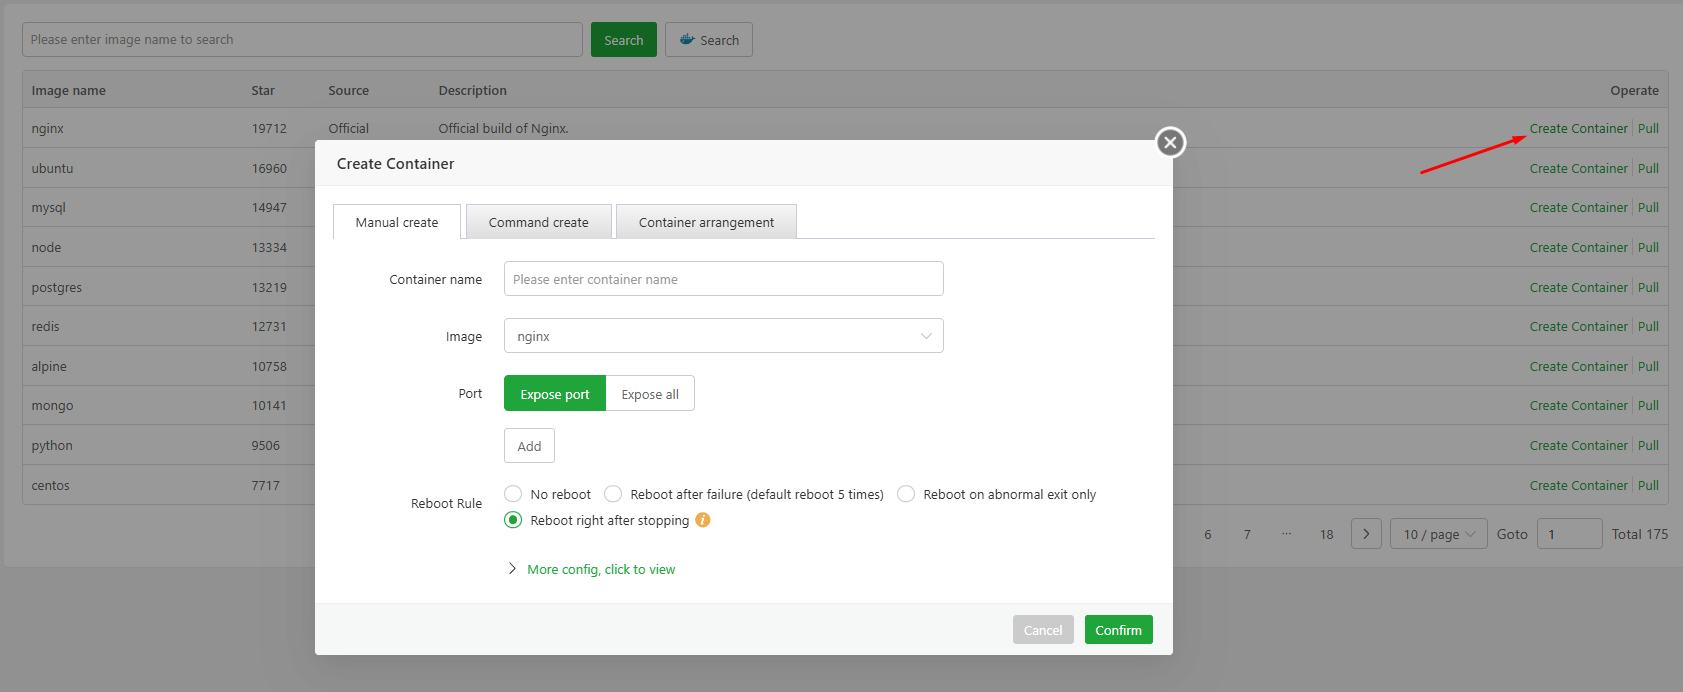 Please enter image name to search Search Search
Image name Star Source Description Operate
nginx 19712 Official Official build of Nginx. Create Container Pull
ubuntu 16960 Create Container Pull
mysql 14947 Create Container Pull
node 13334 Create Container Pull
postgres 13219 Create Container Pull
redis 12731 Create Container Pull
alpine 10758 Create Container Pull
mongo 10141 Create Container Pull
python 9506 Create Container Pull
centos 7717 Create Container Pull
6 7 ... 18 10 / page Goto 1 Total 175
Create Container
Manual create Command create Container arrangement
Container name Please enter container name
Image nginx
Port Expose port Expose all
Add
Reboot Rule No reboot Reboot after failure (default reboot 5 times) Reboot on abnormal exit only
Reboot right after stopping i
More config, click to view
Cancel Confirm